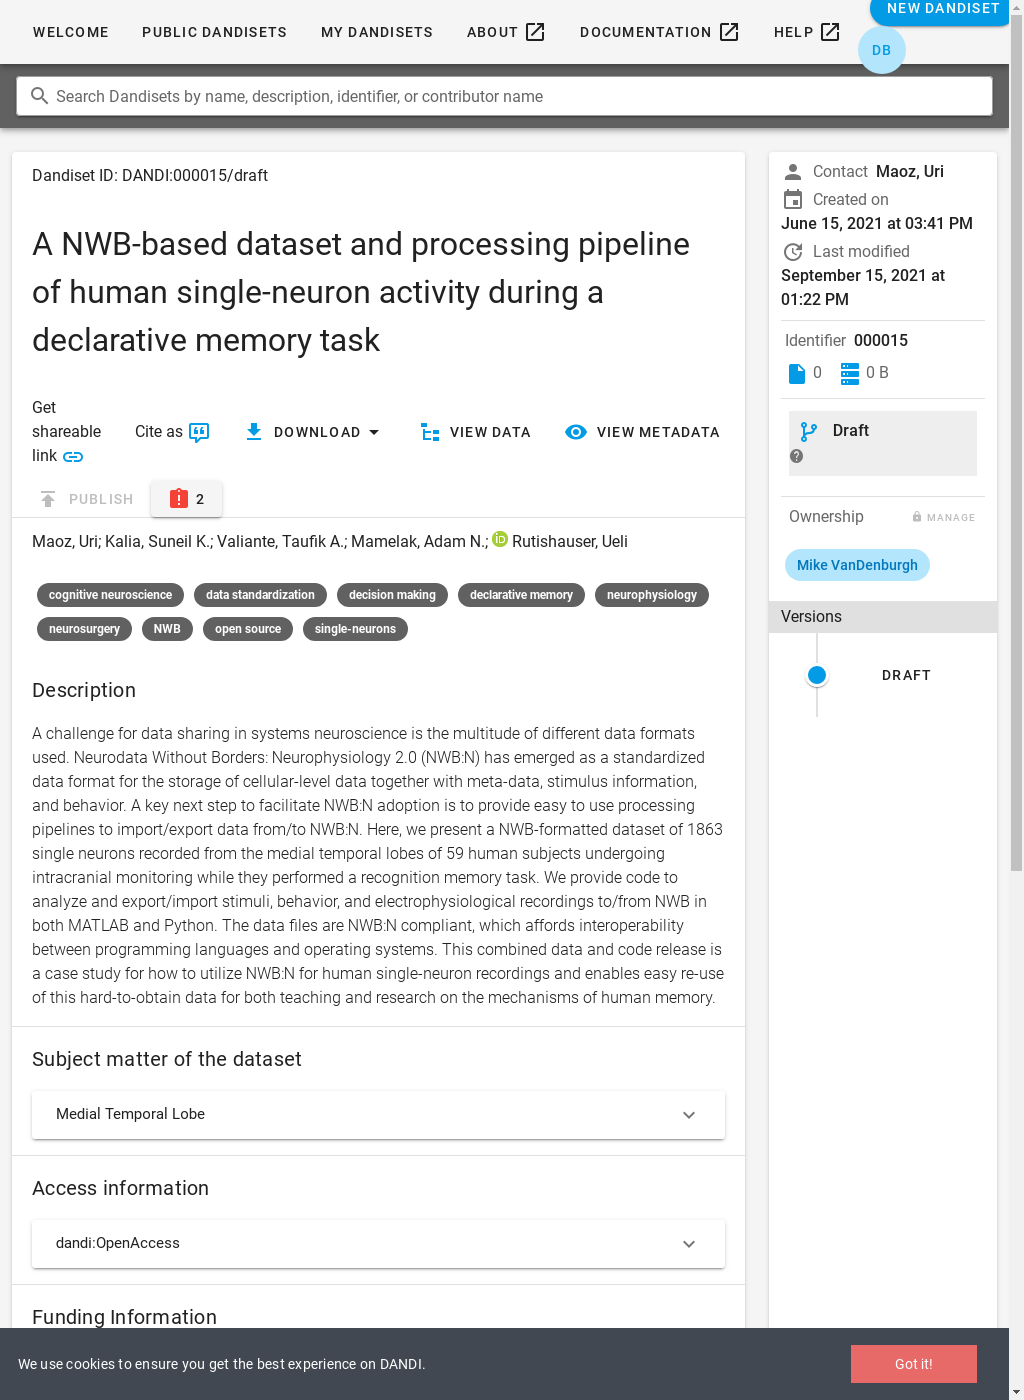 NEW DANDISET
WELCOME
PUBLIC DANDISETS
MY DANDISETS
ABOUT
DOCUMENTATION
HELP
DB
Search Dandisets by name, description, identifier, or contributor name
Dandiset ID: DANDI:000015/draft
A NWB-based dataset and processing pipeline
of human single-neuron activity during a
declarative memory task
Get
shareable
link
Cite as
DOWNLOAD
VIEW DATA
VIEW METADATA
PUBLISH
2
Maoz, Uri; Kalia, Suneil K.; Valiante, Taufik A.; Mamelak, Adam N.; iD Rutishauser, Ueli
cognitive neuroscience
data standardization
decision making
declarative memory
neurophysiology
neurosurgery
NWB
open source
single-neurons
Description
A challenge for data sharing in systems neuroscience is the multitude of different data formats
used. Neurodata Without Borders: Neurophysiology 2.0 (NWB:N) has emerged as a standardized
data format for the storage of cellular-level data together with meta-data, stimulus information,
and behavior. A key next step to facilitate NWB:N adoption is to provide easy to use processing
pipelines to import/export data from/to NWB:N. Here, we present a NWB-formatted dataset of 1863
single neurons recorded from the medial temporal lobes of 59 human subjects undergoing
intracranial monitoring while they performed a recognition memory task. We provide code to
analyze and export/import stimuli, behavior, and electrophysiological recordings to/from NWB in
both MATLAB and Python. The data files are NWB:N compliant, which affords interoperability
between programming languages and operating systems. This combined data and code release is
a case study for how to utilize NWB:N for human single-neuron recordings and enables easy re-use
of this hard-to-obtain data for both teaching and research on the mechanisms of human memory.
Subject matter of the dataset
Medial Temporal Lobe
Access information
dandi:OpenAccess
Funding Information
Contact Maoz, Uri
Created on
June 15, 2021 at 03:41 PM
Last modified
September 15, 2021 at
01:22 PM
Identifier 000015
0
0 B
Draft
Ownership
MANAGE
Mike VanDenburgh
Versions
DRAFT
We use cookies to ensure you get the best experience on DANDI.
Got it!